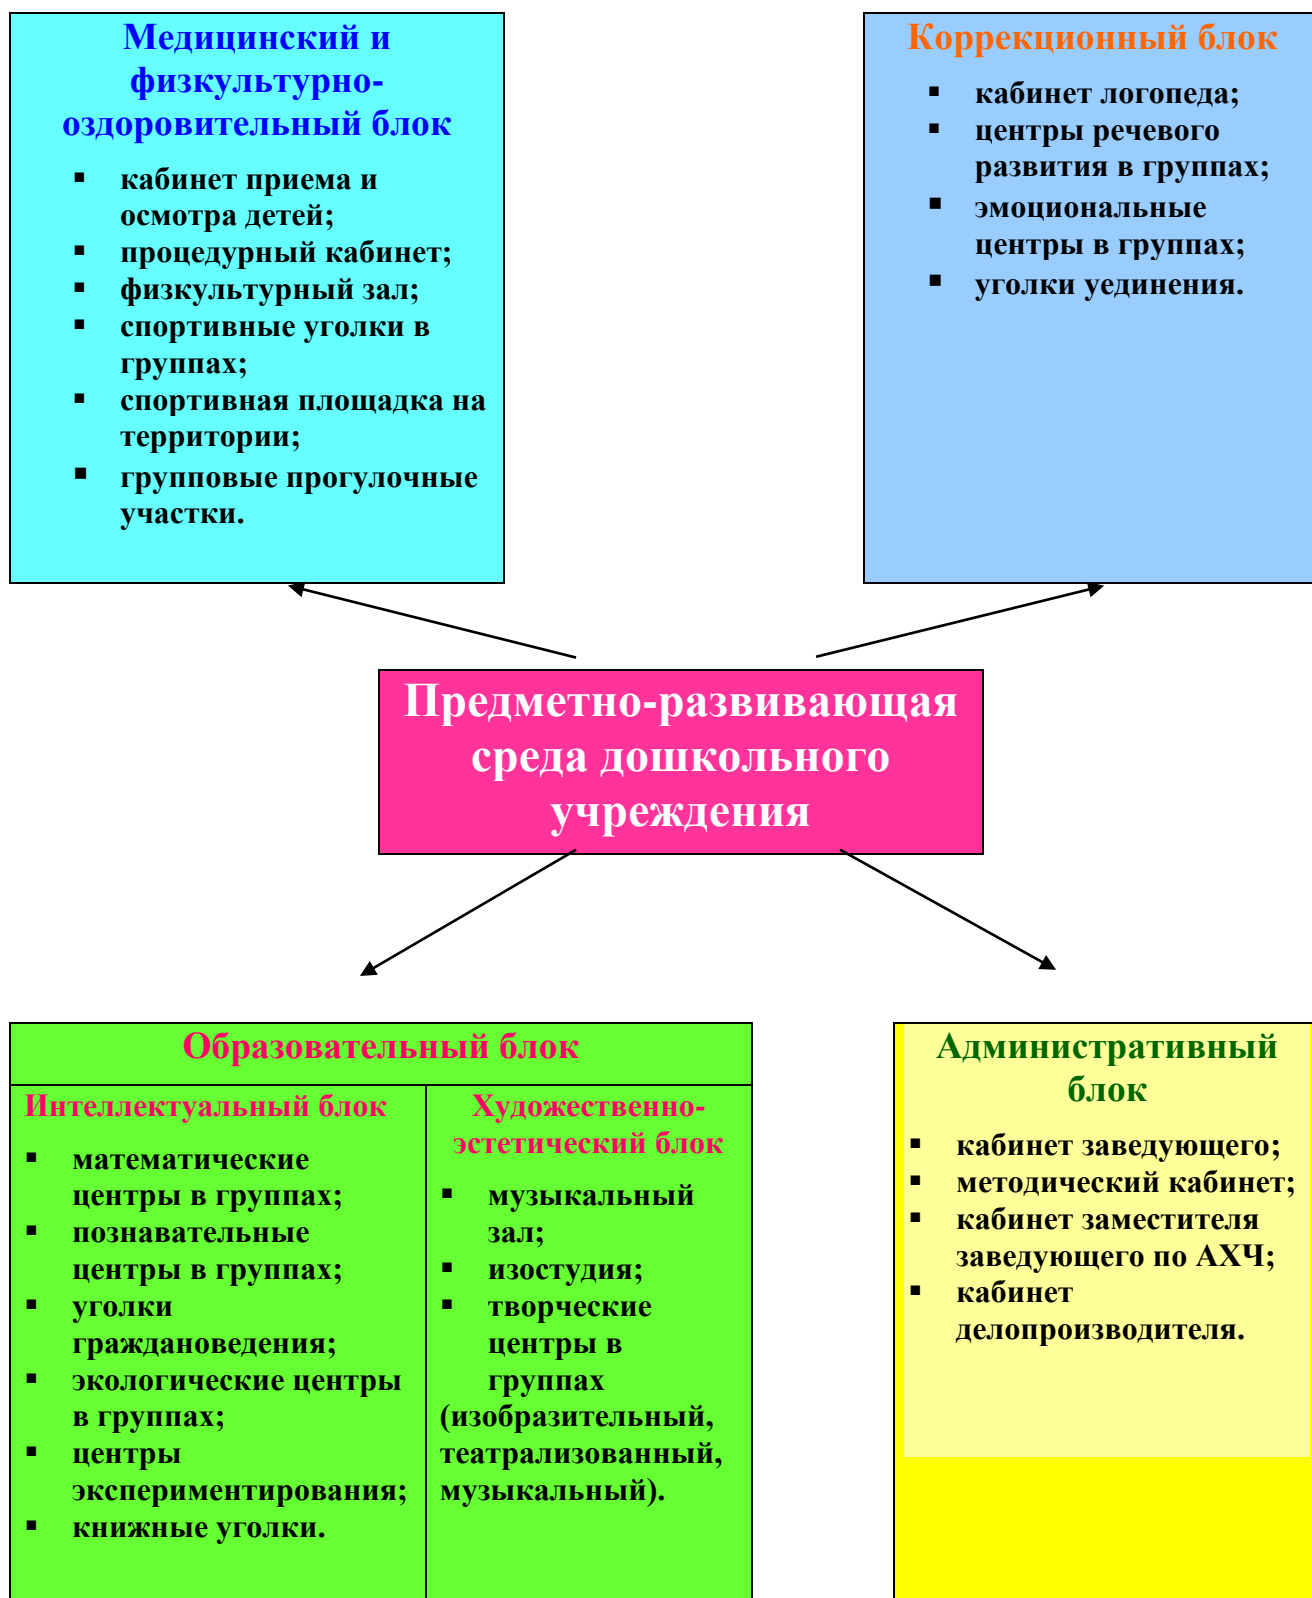 Медицинский и
физкультурно-
оздоровительный блок
▪ кабинет приема и
осмотра детей;
▪ процедурный кабинет;
▪ физкультурный зал;
▪ спортивные уголки в
группах;
▪ спортивная площадка на
территории;
▪ групповые прогулочные
участки.
Коррекционный блок
▪ кабинет логопеда;
▪ центры речевого
развития в группах;
▪ эмоциональные
центры в группах;
▪ уголки уединения.
Предметно-развивающая
среда дошкольного
учреждения
Образовательный блок
Интеллектуальный блок
▪ математические
центры в группах;
▪ познавательные
центры в группах;
▪ уголки
граждановедения;
▪ экологические центры
в группах;
▪ центры
экспериментирования;
▪ книжные уголки.
Художественно-
эстетический блок
▪ музыкальный
зал;
▪ изостудия;
▪ творческие
центры в
группах
(изобразительный,
театрализованный,
музыкальный).
Административный
блок
▪ кабинет заведующего;
▪ методический кабинет;
▪ кабинет заместителя
заведующего по АХЧ;
▪ кабинет
делопроизводителя.